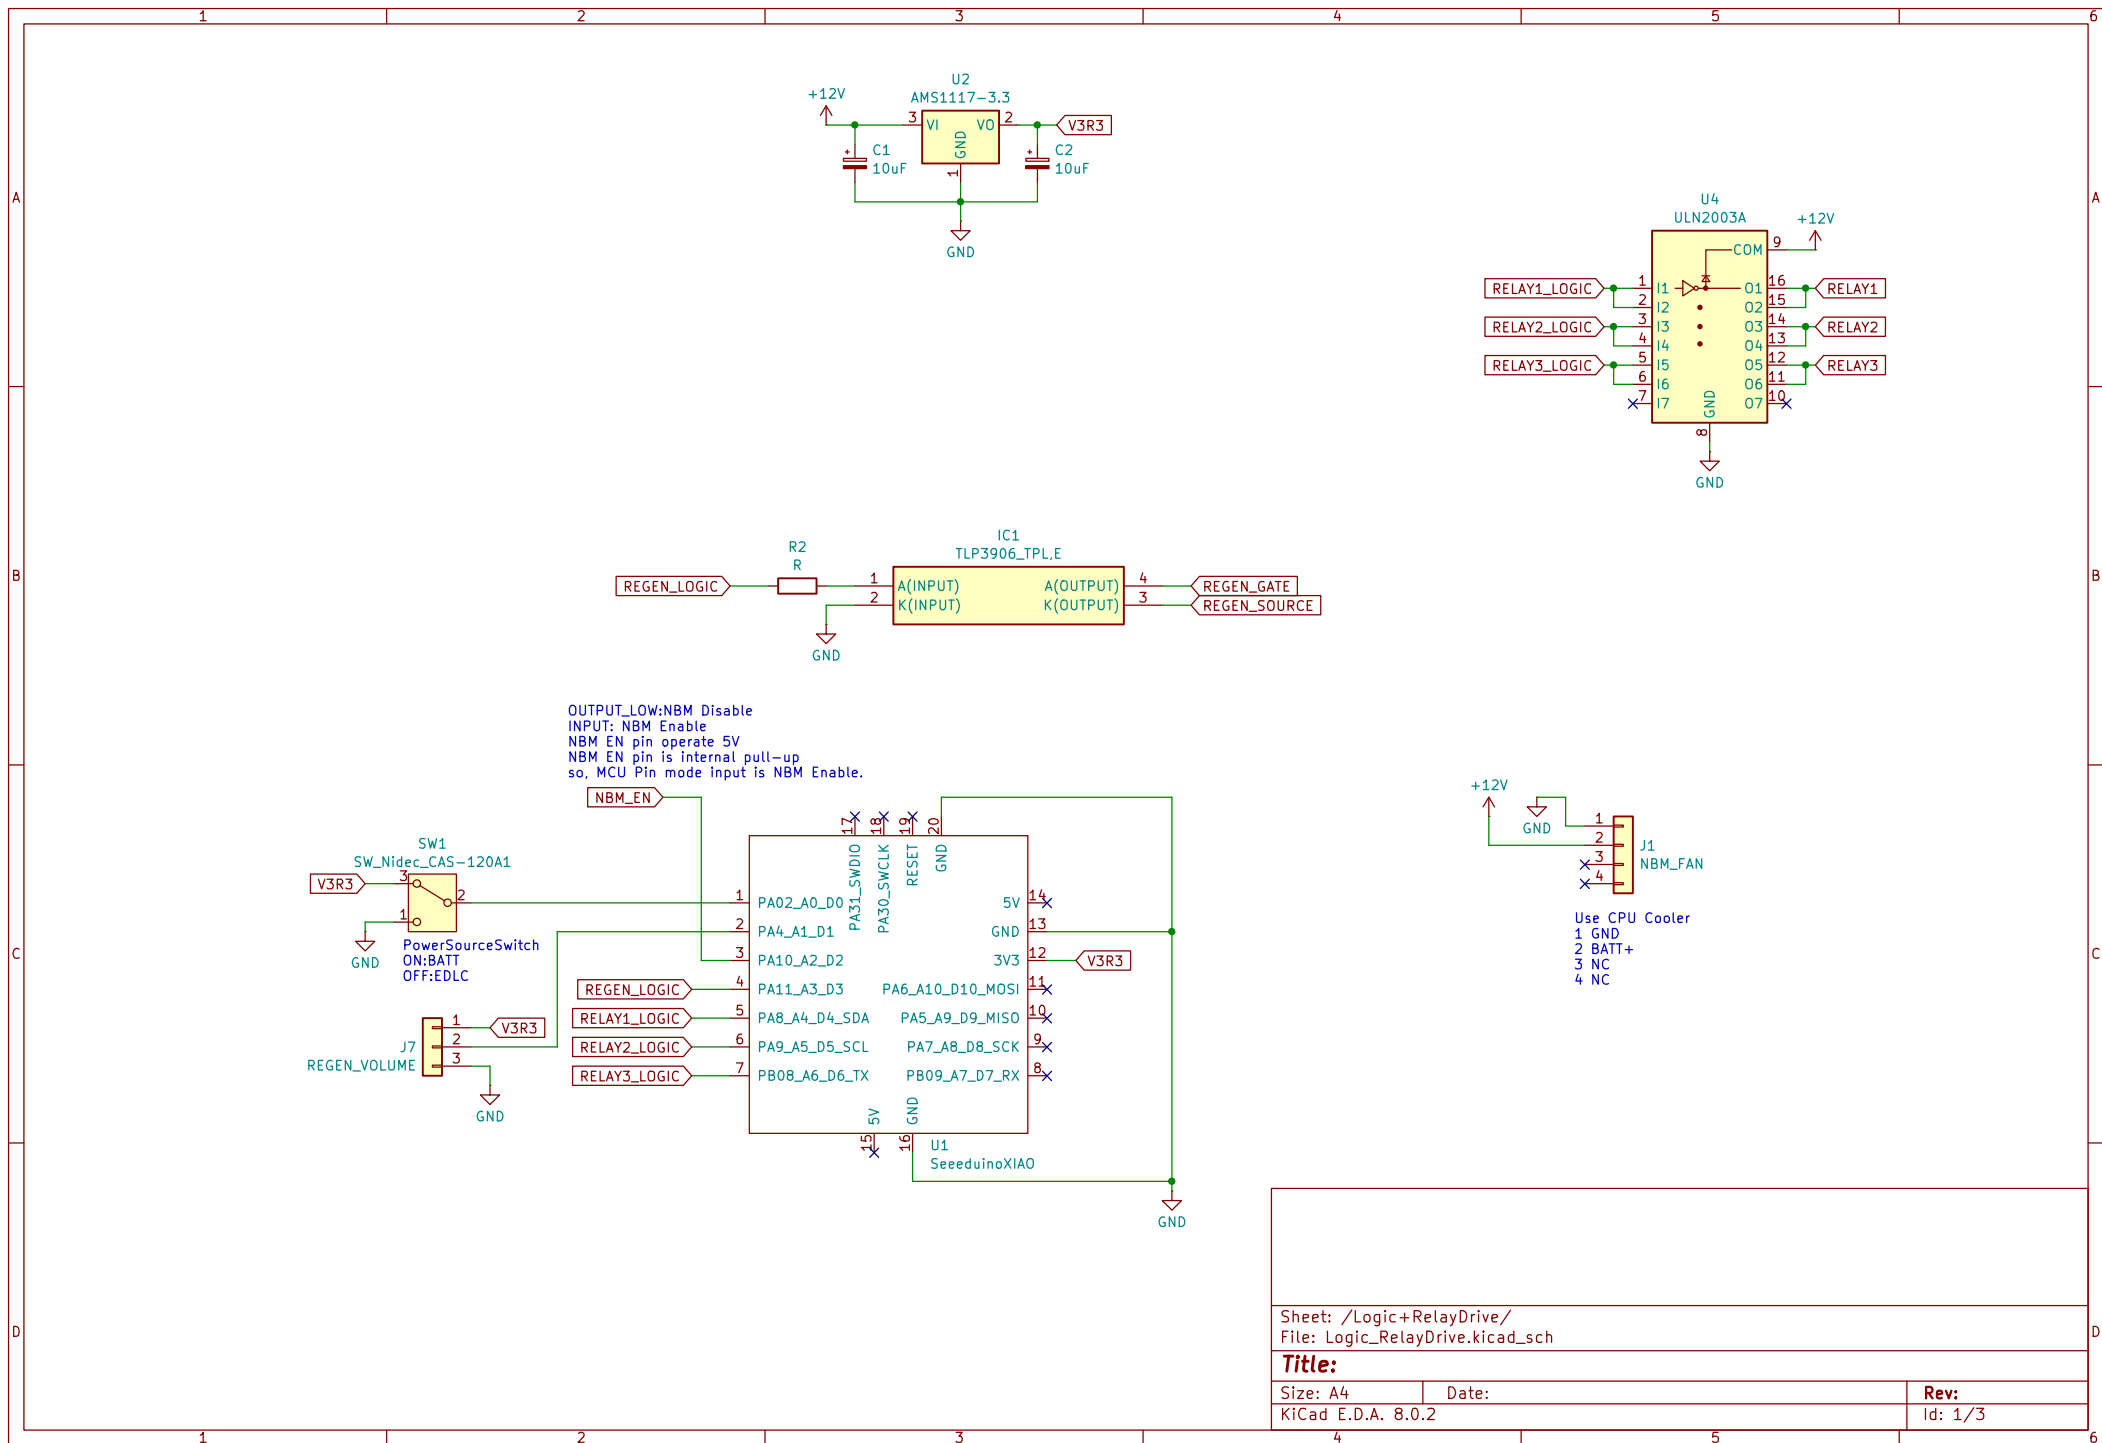 1 2 3 4 5 6
A
B
C
D
A
B
C
D
1 2 3 4 5 6
U2
AMS1117-3.3
+12V
3 VI
VO 2
GND
1
V3R3
C1
10uF
C2
10uF
GND
U4
ULN2003A
+12V
COM 9
RELAY1_LOGIC
RELAY2_LOGIC
RELAY3_LOGIC
1 I1
2 I2
3 I3
4 I4
5 I5
6 I6
7 I7
O1 16
O2 15
O3 14
O4 13
O5 12
O6 11
O7 10
GND
8
RELAY1
RELAY2
RELAY3
GND
IC1
TLP3906_TPL,E
R2
R
REGEN_LOGIC
1 A(INPUT)
2 K(INPUT)
A(OUTPUT) 4
K(OUTPUT) 3
REGEN_GATE
REGEN_SOURCE
GND
OUTPUT_LOW:NBM Disable
INPUT: NBM Enable
NBM EN pin operate 5V
NBM EN pin is internal pull-up
so, MCU Pin mode input is NBM Enable.
NBM_EN
SW1
SW_Nidec_CAS-120A1
V3R3
3
2
1
GND
PowerSourceSwitch
ON:BATT
OFF:EDLC
J7
REGEN_VOLUME
1
2
3
V3R3
GND
REGEN_LOGIC
RELAY1_LOGIC
RELAY2_LOGIC
RELAY3_LOGIC
17 PA31_SWDIO
18 PA30_SWCLK
19 RESET
20 GND
1 PA02_A0_D0
2 PA4_A1_D1
3 PA10_A2_D2
4 PA11_A3_D3
5 PA8_A4_D4_SDA
6 PA9_A5_D5_SCL
7 PB08_A6_D6_TX
5V 14
GND 13
3V3 12
PA6_A10_D10_MOSI 11
PA5_A9_D9_MISO 10
PA7_A8_D8_SCK 9
PB09_A7_D7_RX 8
5V 15
GND 16
V3R3
U1
SeeeduinoXIAO
GND
+12V
GND
1
2
3
4
J1
NBM_FAN
Use CPU Cooler
1 GND
2 BATT+
3 NC
4 NC
Sheet: /Logic+RelayDrive/
File: Logic_RelayDrive.kicad_sch
Title:
Size: A4 Date: Rev:
KiCad E.D.A. 8.0.2 Id: 1/3